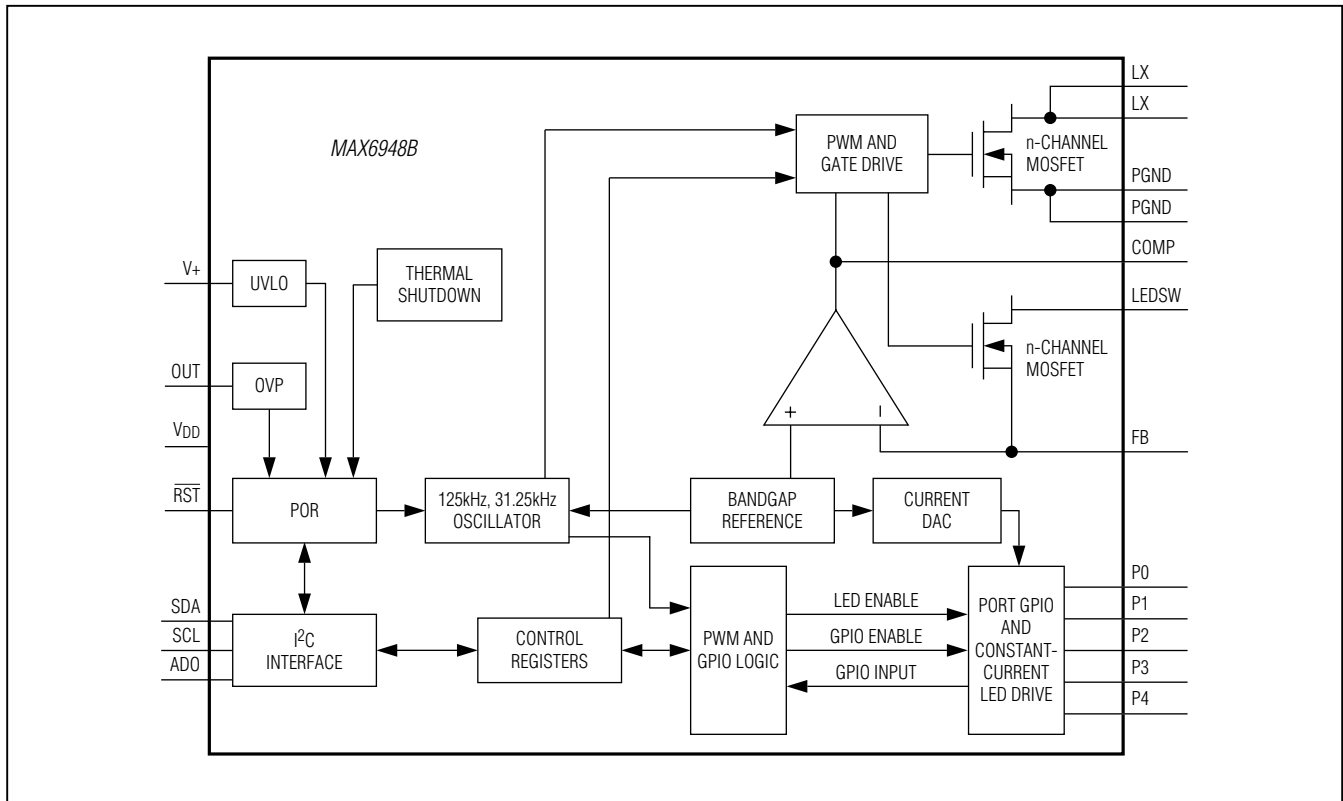 MAX6948B
V+
OUT
VDD
RST
SDA
SCL
ADO
UVLO
THERMAL
SHUTDOWN
OVP
POR
I2C
INTERFACE
125kHz, 31.25kHz
OSCILLATOR
CONTROL
REGISTERS
PWM AND
GATE DRIVE
+
–
BANDGAP
REFERENCE
CURRENT
DAC
PWM AND
GPIO LOGIC
LED ENABLE
GPIO ENABLE
GPIO INPUT
PORT GPIO
AND
CONSTANT-
CURRENT
LED DRIVE
n-CHANNEL
MOSFET
n-CHANNEL
MOSFET
LX
LX
PGND
PGND
COMP
LEDSW
FB
P0
P1
P2
P3
P4